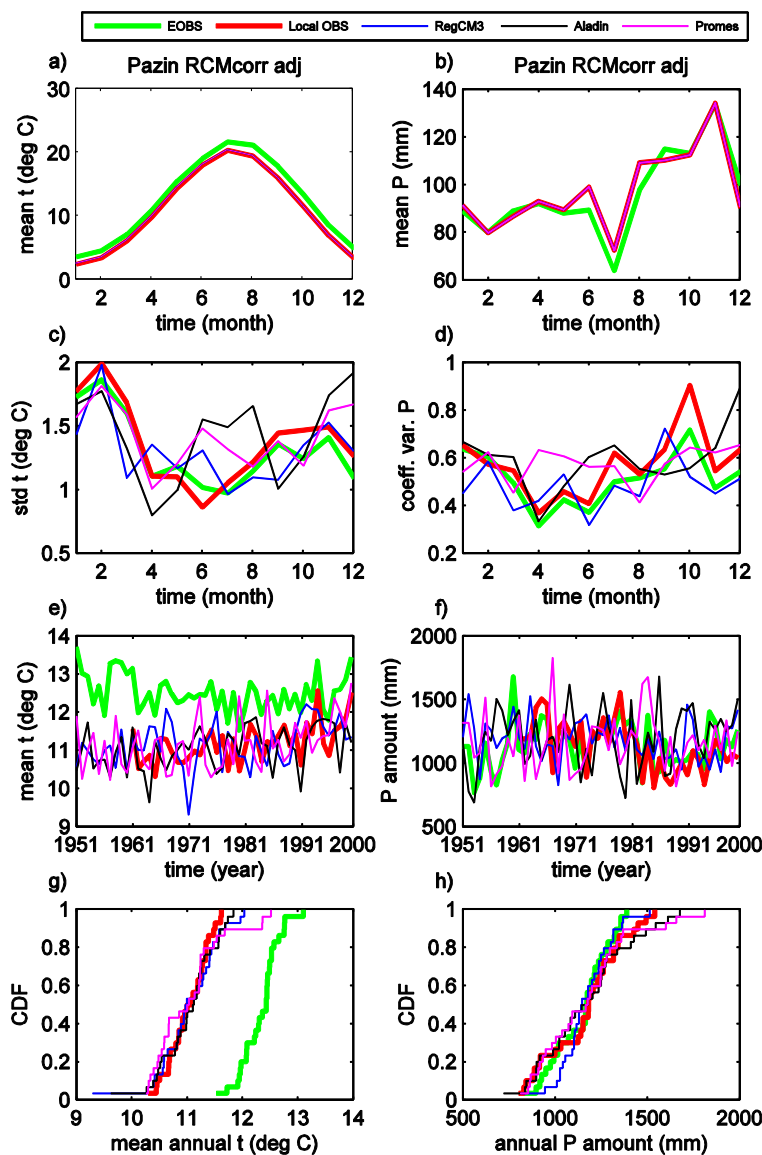 EOBS Local OBS RegCM3 Aladin Promes
a) Pazin RCMcorr adj
30
20
10
0
mean t (deg C)
2 4 6 8 10 12
time (month)
b) Pazin RCMcorr adj
140
120
100
80
60
mean P (mm)
2 4 6 8 10 12
time (month)
c)
2
1.5
1
0.5
std t (deg C)
2 4 6 8 10 12
time (month)
d)
1
0.8
0.6
0.4
0.2
coeff. var. P
2 4 6 8 10 12
time (month)
e)
14
13
12
11
10
9
mean t (deg C)
1951 1961 1971 1981 1991 2000
time (year)
f)
2000
1500
1000
500
P amount (mm)
1951 1961 1971 1981 1991 2000
time (year)
g)
1
0.8
0.6
0.4
0.2
0
CDF
9 10 11 12 13 14
mean annual t (deg C)
h)
1
0.8
0.6
0.4
0.2
0
CDF
500 1000 1500 2000
annual P amount (mm)